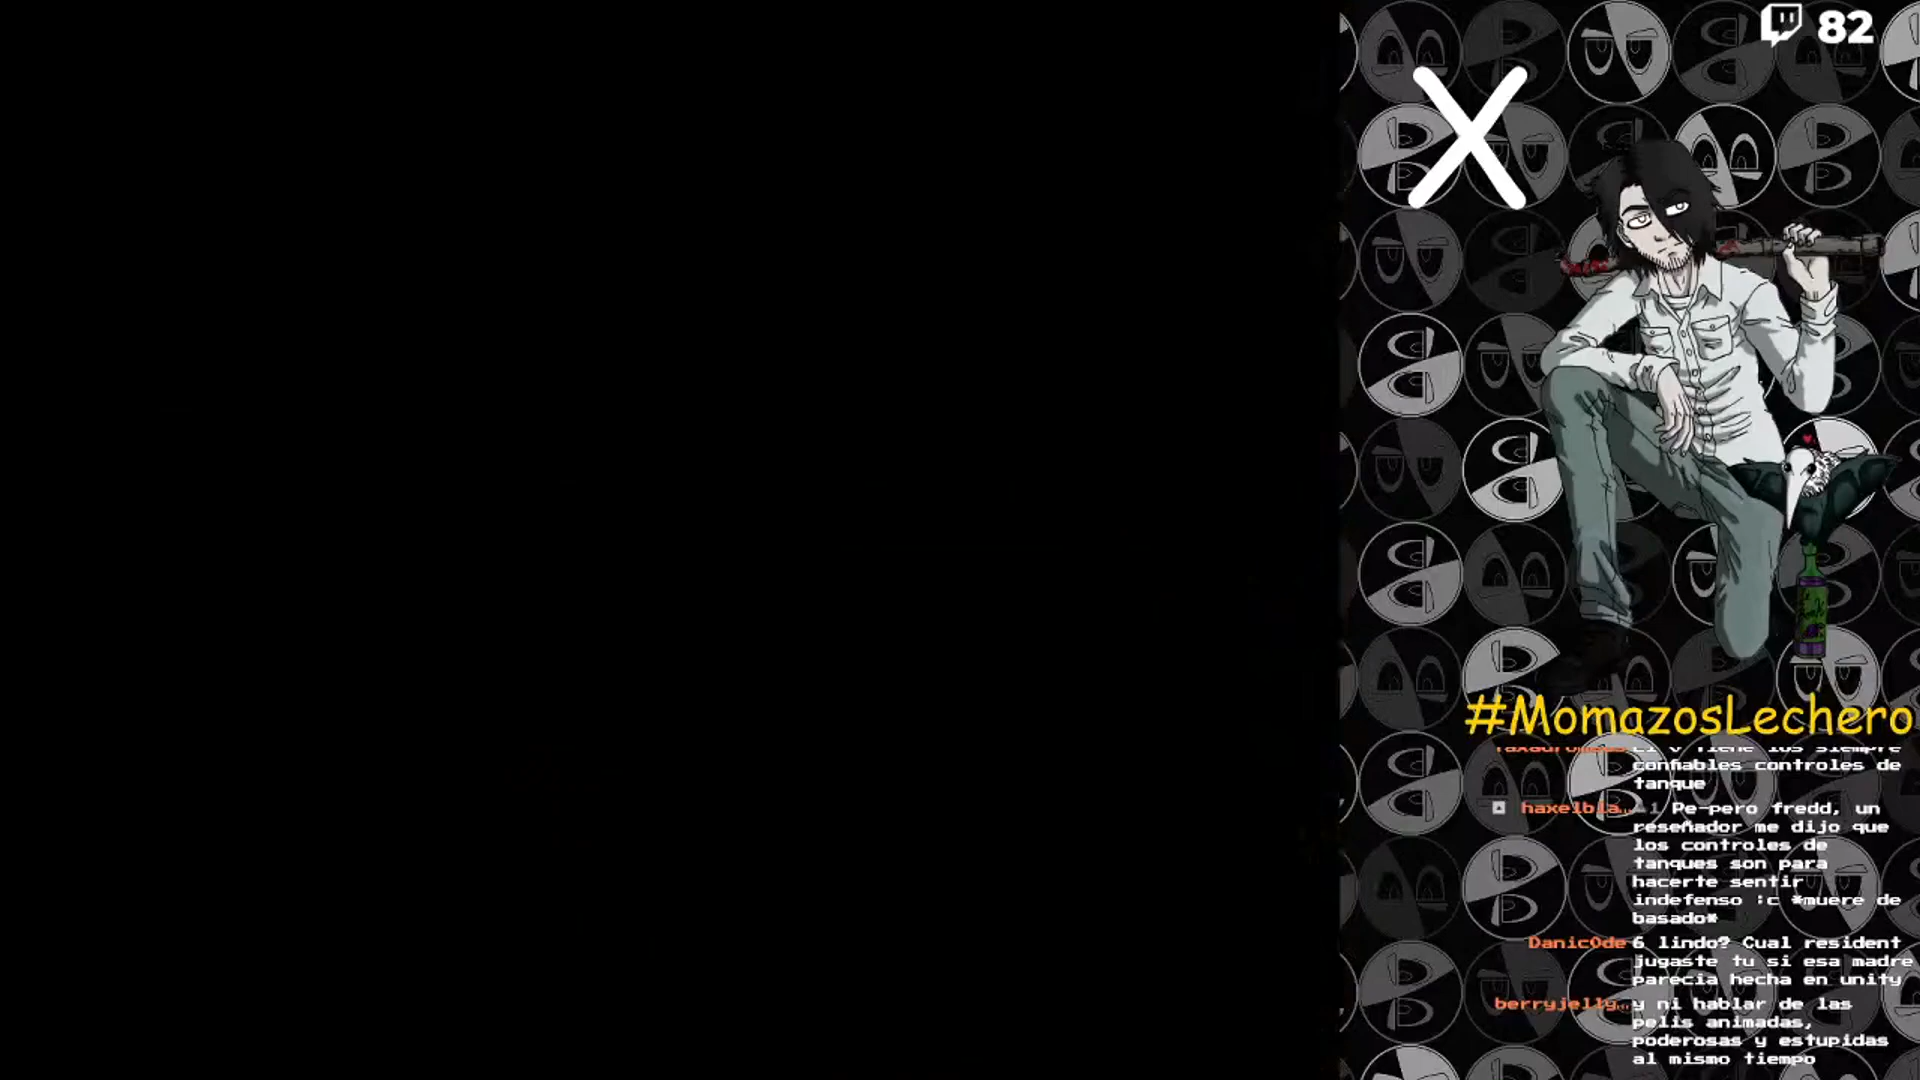 82
X
#MomazosLechero
confiables controles de
tanque
haxelbla… 1 Pe-pero fredd, un
reseñador me dijo que
los controles de
tanques son para
hacerte sentir
indefenso :c *muere de
basado*
DanicOde 6 lindo? Cual resident
jugaste tu si esa madre
parecia hecha en unity
berryjelly… y ni hablar de las
pelis animadas,
poderosas y estupidas
al mismo tiempo